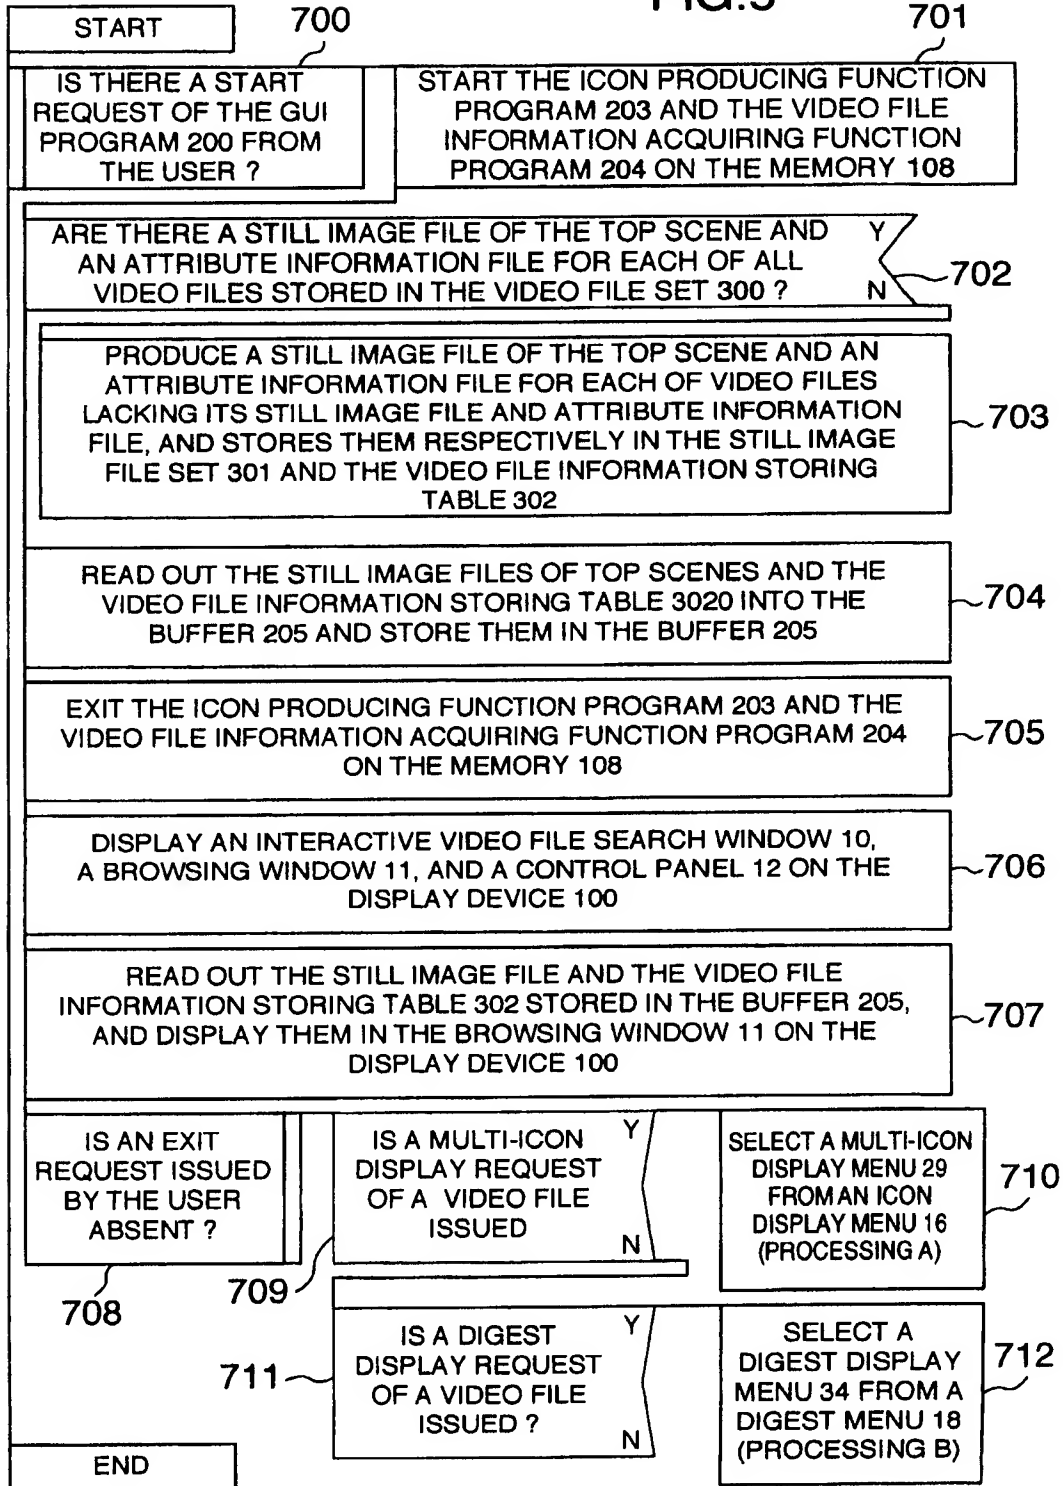 START
700
701
IS THERE A START
REQUEST OF THE GUI
PROGRAM 200 FROM
THE USER ?
START THE ICON PRODUCING FUNCTION
PROGRAM 203 AND THE VIDEO FILE
INFORMATION ACQUIRING FUNCTION
PROGRAM 204 ON THE MEMORY 108
ARE THERE A STILL IMAGE FILE OF THE TOP SCENE AND
AN ATTRIBUTE INFORMATION FILE FOR EACH OF ALL
VIDEO FILES STORED IN THE VIDEO FILE SET 300 ?
Y
N
702
PRODUCE A STILL IMAGE FILE OF THE TOP SCENE AND AN
ATTRIBUTE INFORMATION FILE FOR EACH OF VIDEO FILES
LACKING ITS STILL IMAGE FILE AND ATTRIBUTE INFORMATION
FILE, AND STORES THEM RESPECTIVELY IN THE STILL IMAGE
FILE SET 301 AND THE VIDEO FILE INFORMATION STORING
TABLE 302
703
READ OUT THE STILL IMAGE FILES OF TOP SCENES AND THE
VIDEO FILE INFORMATION STORING TABLE 3020 INTO THE
BUFFER 205 AND STORE THEM IN THE BUFFER 205
704
EXIT THE ICON PRODUCING FUNCTION PROGRAM 203 AND THE
VIDEO FILE INFORMATION ACQUIRING FUNCTION PROGRAM 204
ON THE MEMORY 108
705
DISPLAY AN INTERACTIVE VIDEO FILE SEARCH WINDOW 10,
A BROWSING WINDOW 11, AND A CONTROL PANEL 12 ON THE
DISPLAY DEVICE 100
706
READ OUT THE STILL IMAGE FILE AND THE VIDEO FILE
INFORMATION STORING TABLE 302 STORED IN THE BUFFER 205,
AND DISPLAY THEM IN THE BROWSING WINDOW 11 ON THE
DISPLAY DEVICE 100
707
IS AN EXIT
REQUEST ISSUED
BY THE USER
ABSENT ?
708
IS A MULTI-ICON
DISPLAY REQUEST
OF A VIDEO FILE
ISSUED
Y
N
709
SELECT A MULTI-ICON
DISPLAY MENU 29
FROM AN ICON
DISPLAY MENU 16
(PROCESSING A)
710
IS A DIGEST
DISPLAY REQUEST
OF A VIDEO FILE
ISSUED ?
Y
N
711
SELECT A
DIGEST DISPLAY
MENU 34 FROM A
DIGEST MENU 18
(PROCESSING B)
712
END